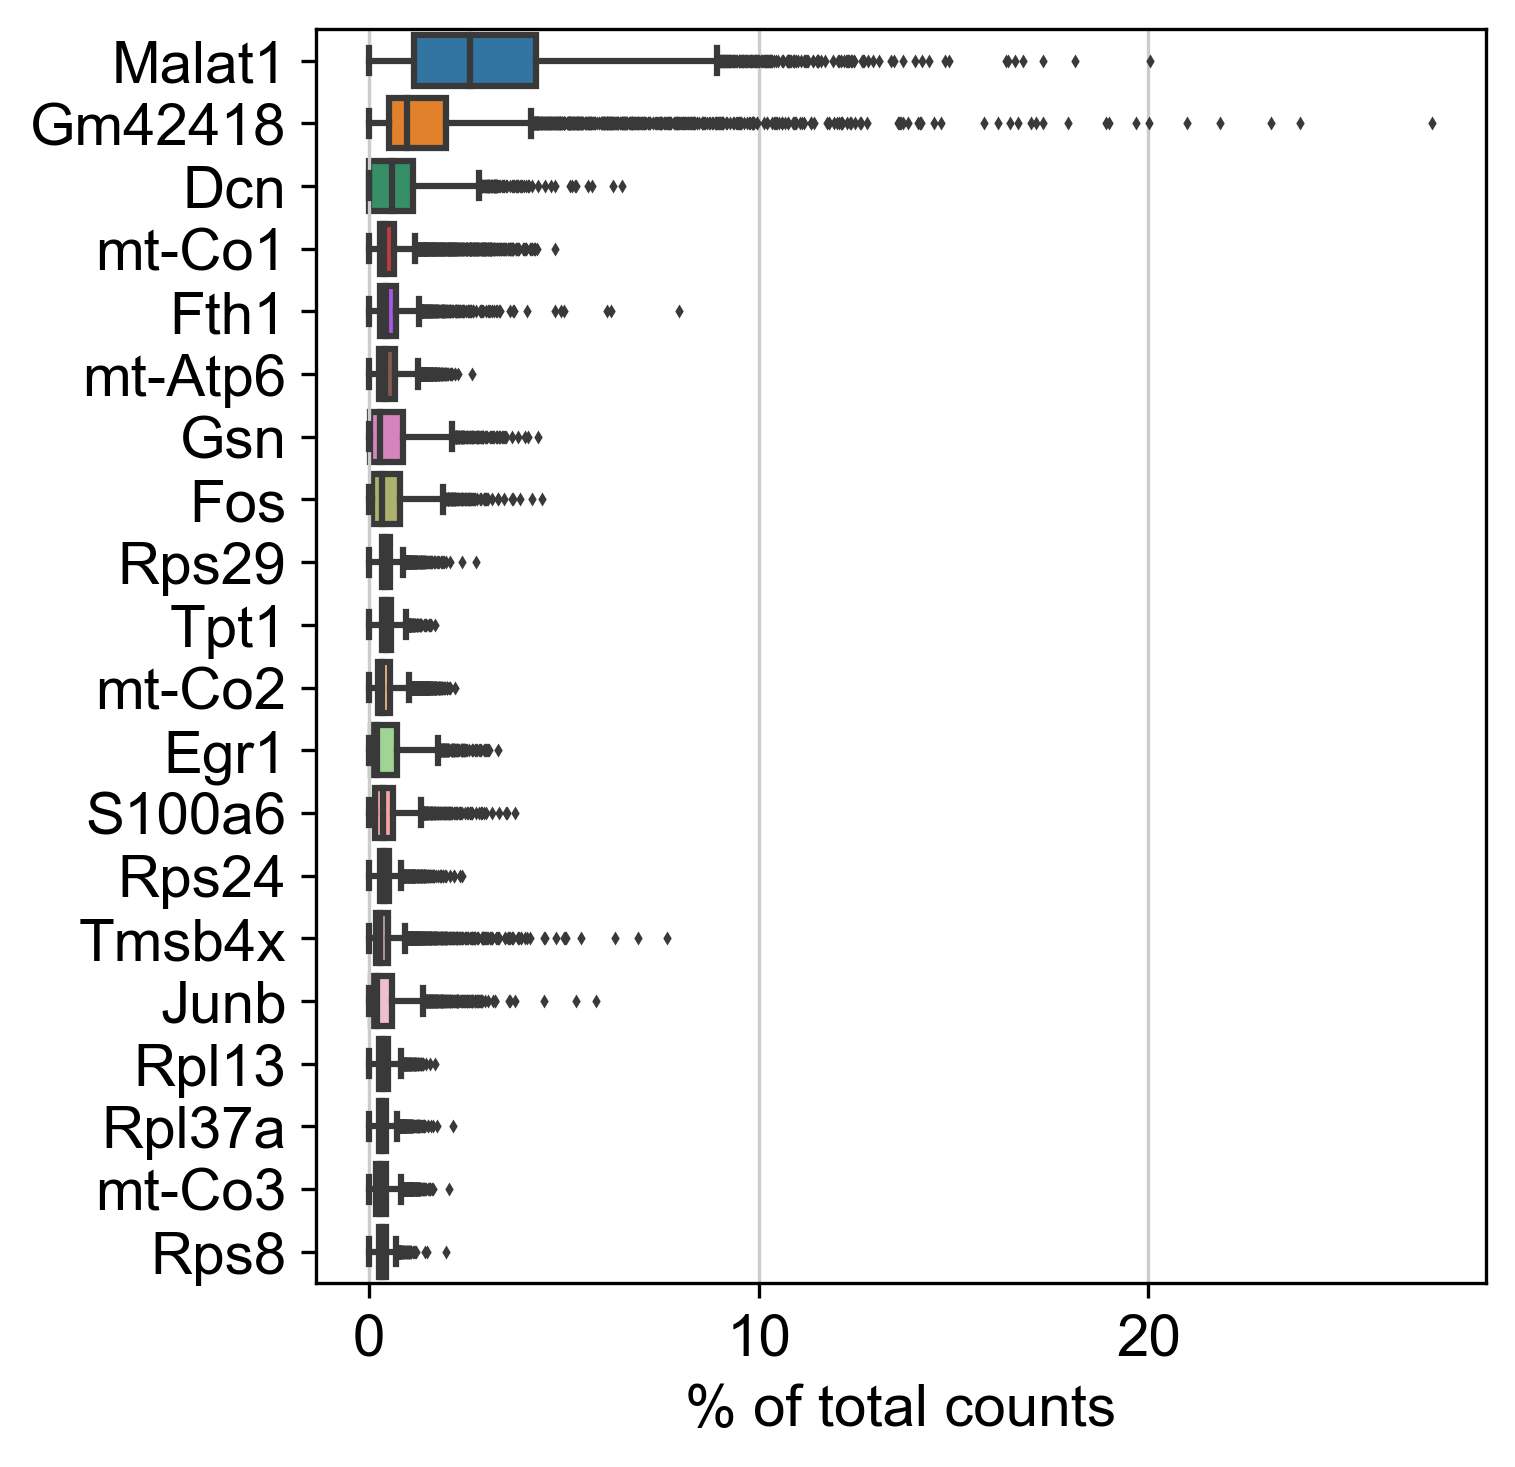 Malat1
Gm42418
Dcn
mt-Co1
Fth1
mt-Atp6
Gsn
Fos
Rps29
Tpt1
mt-Co2
Egr1
S100a6
Rps24
Tmsb4x
Junb
Rpl13
Rpl37a
mt-Co3
Rps8
0 10 20
% of total counts